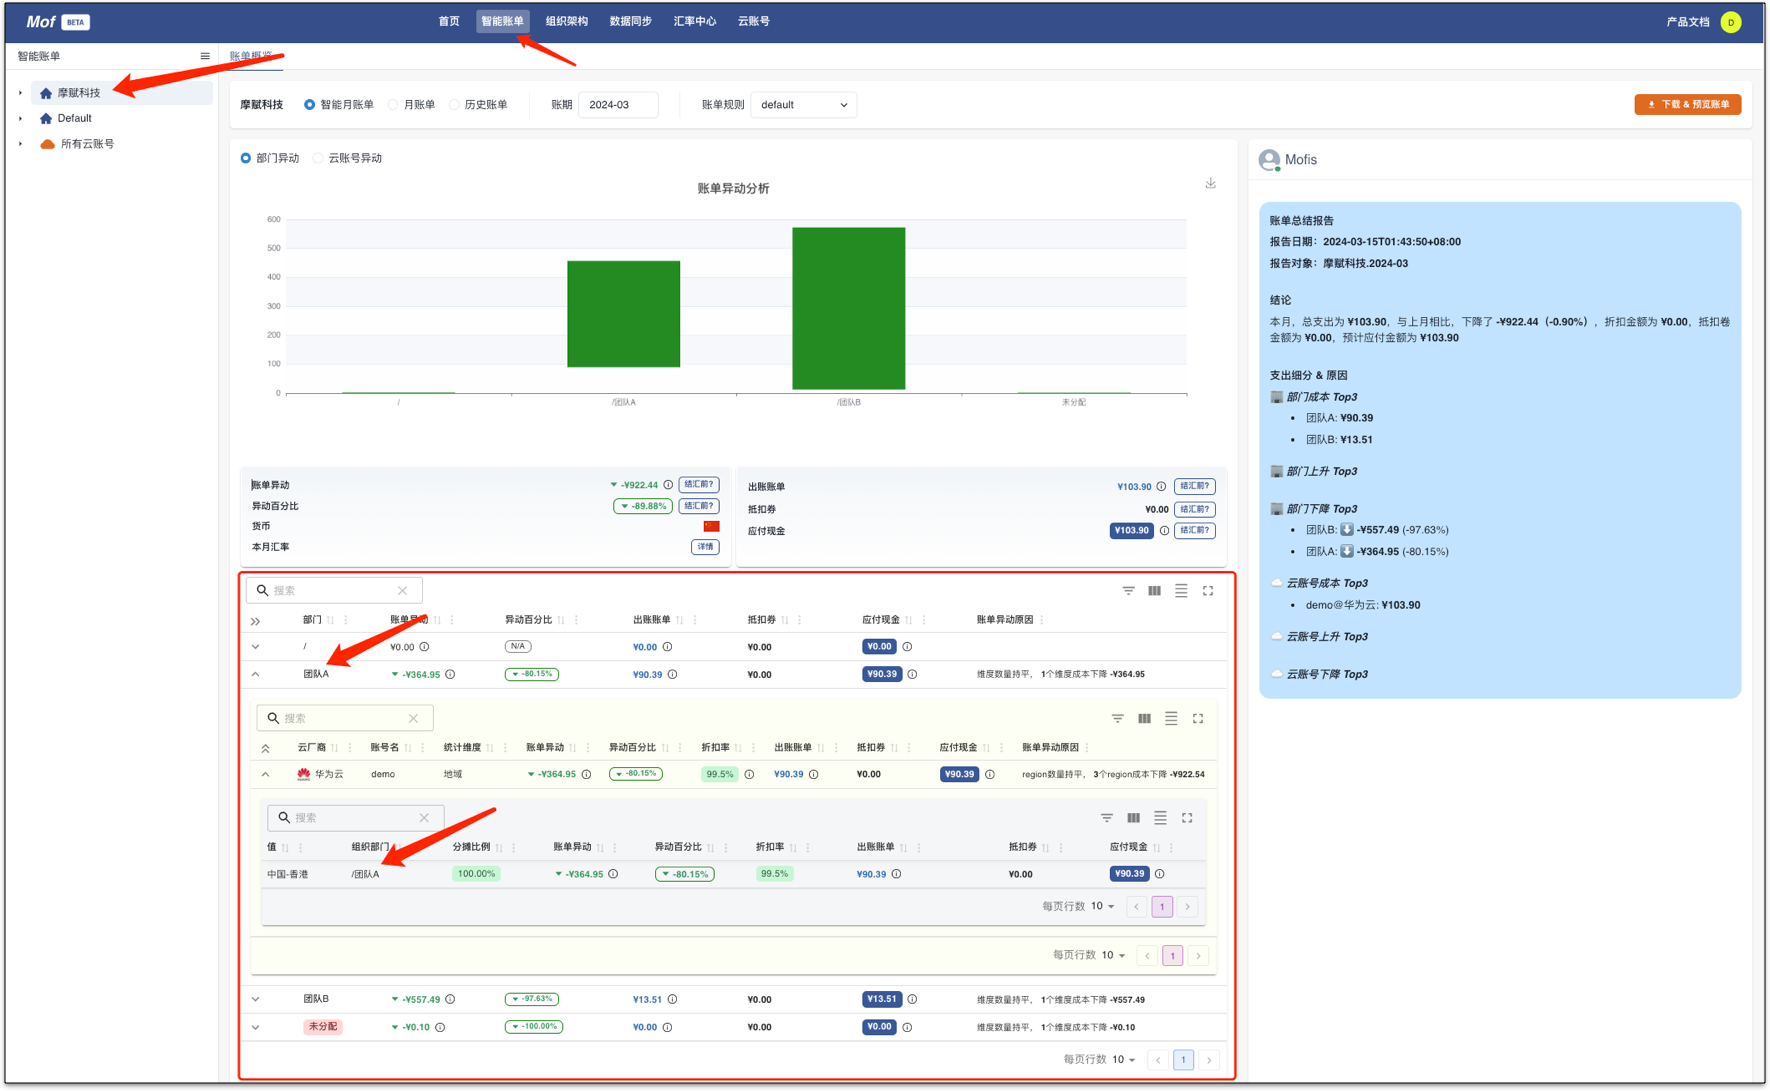 Mof BETA 首页 智能账单 组织架构 数据同步 汇率中心 云账号 产品文档 D
智能账单
账单概览
摩赋科技
Default
所有云账号
摩赋科技 智能月账单 月账单 历史账单 账期 2024-03 账单规则 default 下载 & 预览账单
部门异动 云账号异动
账单异动分析
600
500
400
300
200
100
0
/ /团队A /团队B 未分配
账单异动 -¥922.44 结汇前?
异动百分比 -89.88% 结汇前?
货币
本月汇率 详情
出账账单 ¥103.90 结汇前?
抵扣券 ¥0.00 结汇前?
应付现金 ¥103.90 结汇前?
搜索
部门 账单异动 异动百分比 出账账单 抵扣券 应付现金 账单异动原因
/ ¥0.00 N/A ¥0.00 ¥0.00 ¥0.00
团队A -¥364.95 -80.15% ¥90.39 ¥0.00 ¥90.39 维度数量持平， 1个维度成本下降 -¥364.95
搜索
云厂商 账号名 统计维度 账单异动 异动百分比 折扣率 出账账单 抵扣券 应付现金 账单异动原因
华为云 demo 地域 -¥364.95 -80.15% 99.5% ¥90.39 ¥0.00 ¥90.39 region数量持平， 3个region成本下降 -¥922.54
搜索
值 组织部门 分摊比例 账单异动 异动百分比 折扣率 出账账单 抵扣券 应付现金
中国-香港 /团队A 100.00% -¥364.95 -80.15% 99.5% ¥90.39 ¥0.00 ¥90.39
每页行数 10 1
每页行数 10 1
团队B -¥557.49 -97.63% ¥13.51 ¥0.00 ¥13.51 维度数量持平， 1个维度成本下降 -¥557.49
未分配 -¥0.10 -100.00% ¥0.00 ¥0.00 ¥0.00 维度数量持平， 1个维度成本下降 -¥0.10
每页行数 10 1
Mofis
账单总结报告
报告日期： 2024-03-15T01:43:50+08:00
报告对象： 摩赋科技.2024-03
结论
本月，总支出为 ¥103.90，与上月相比，下降了 -¥922.44（-0.90%），折扣金额为 ¥0.00，抵扣卷
金额为 ¥0.00，预计应付金额为 ¥103.90
支出细分 & 原因
部门成本 Top3
• 团队A: ¥90.39
• 团队B: ¥13.51
部门上升 Top3
部门下降 Top3
• 团队B: ⬇ -¥557.49 (-97.63%)
• 团队A: ⬇ -¥364.95 (-80.15%)
云账号成本 Top3
• demo@华为云: ¥103.90
云账号上升 Top3
云账号下降 Top3